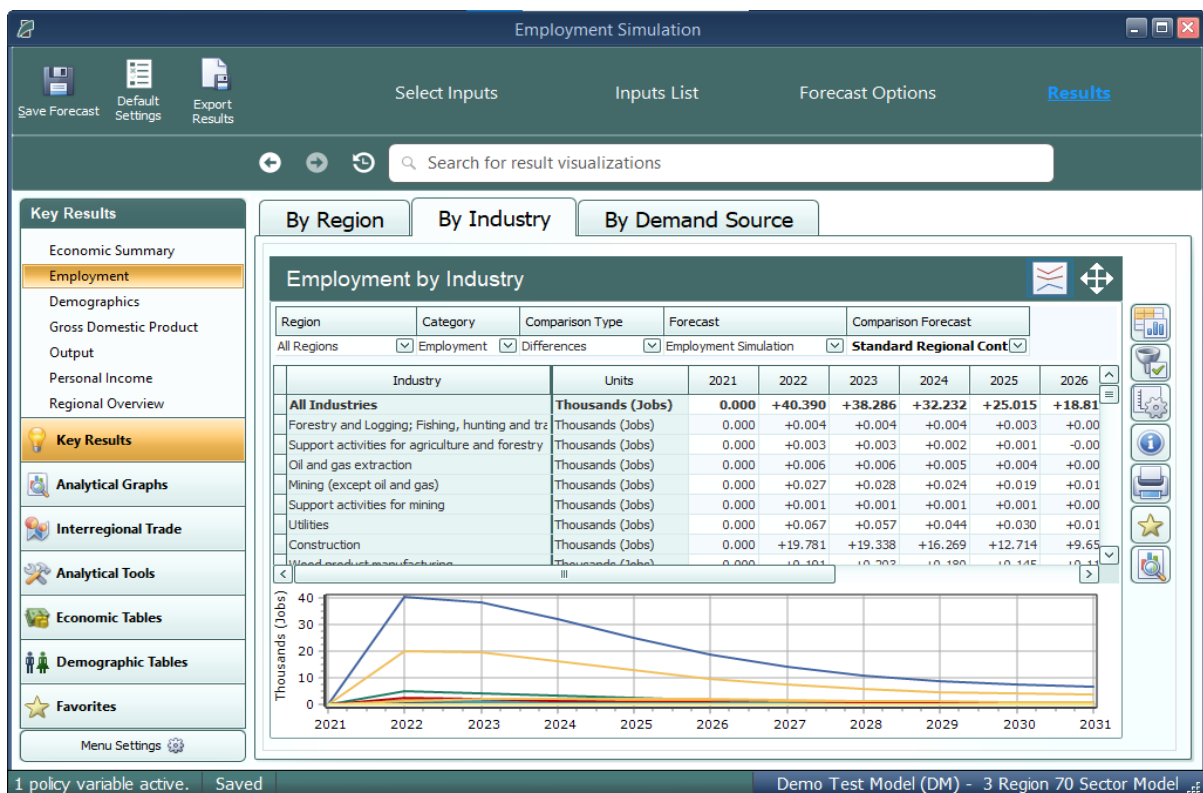 Employment Simulation
Save Forecast
Default Settings
Export Results
Select Inputs Inputs List Forecast Options Results
Search for result visualizations
Key Results
Economic Summary
Employment
Demographics
Gross Domestic Product
Output
Personal Income
Regional Overview
Key Results
Analytical Graphs
Interregional Trade
Analytical Tools
Economic Tables
Demographic Tables
Favorites
Menu Settings
By Region By Industry By Demand Source
Employment by Industry
Region Category Comparison Type Forecast Comparison Forecast
All Regions Employment Differences Employment Simulation Standard Regional Cont
Industry Units 2021 2022 2023 2024 2025 2026
All Industries Thousands (Jobs) 0.000 +40.390 +38.286 +32.232 +25.015 +18.81
Forestry and Logging; Fishing, hunting and tra Thousands (Jobs) 0.000 +0.004 +0.004 +0.004 +0.003 +0.00
Support activities for agriculture and forestry Thousands (Jobs) 0.000 +0.003 +0.003 +0.002 +0.001 -0.00
Oil and gas extraction Thousands (Jobs) 0.000 +0.006 +0.006 +0.005 +0.004 +0.00
Mining (except oil and gas) Thousands (Jobs) 0.000 +0.027 +0.028 +0.024 +0.019 +0.01
Support activities for mining Thousands (Jobs) 0.000 +0.001 +0.001 +0.001 +0.001 +0.00
Utilities Thousands (Jobs) 0.000 +0.067 +0.057 +0.044 +0.030 +0.01
Construction Thousands (Jobs) 0.000 +19.781 +19.338 +16.269 +12.714 +9.65
Wood product manufacturing Thousands (Jobs) 0.000
Thousands (Jobs)
40
30
20
10
0
2021 2022 2023 2024 2025 2026 2027 2028 2029 2030 2031
1 policy variable active. Saved
Demo Test Model (DM) - 3 Region 70 Sector Model